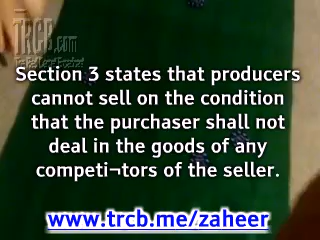 TRCB.com
Section 3 states that producers
cannot sell on the condition
that the purchaser shall not
deal in the goods of any
competi¬tors of the seller.
www.trcb.me/zaheer